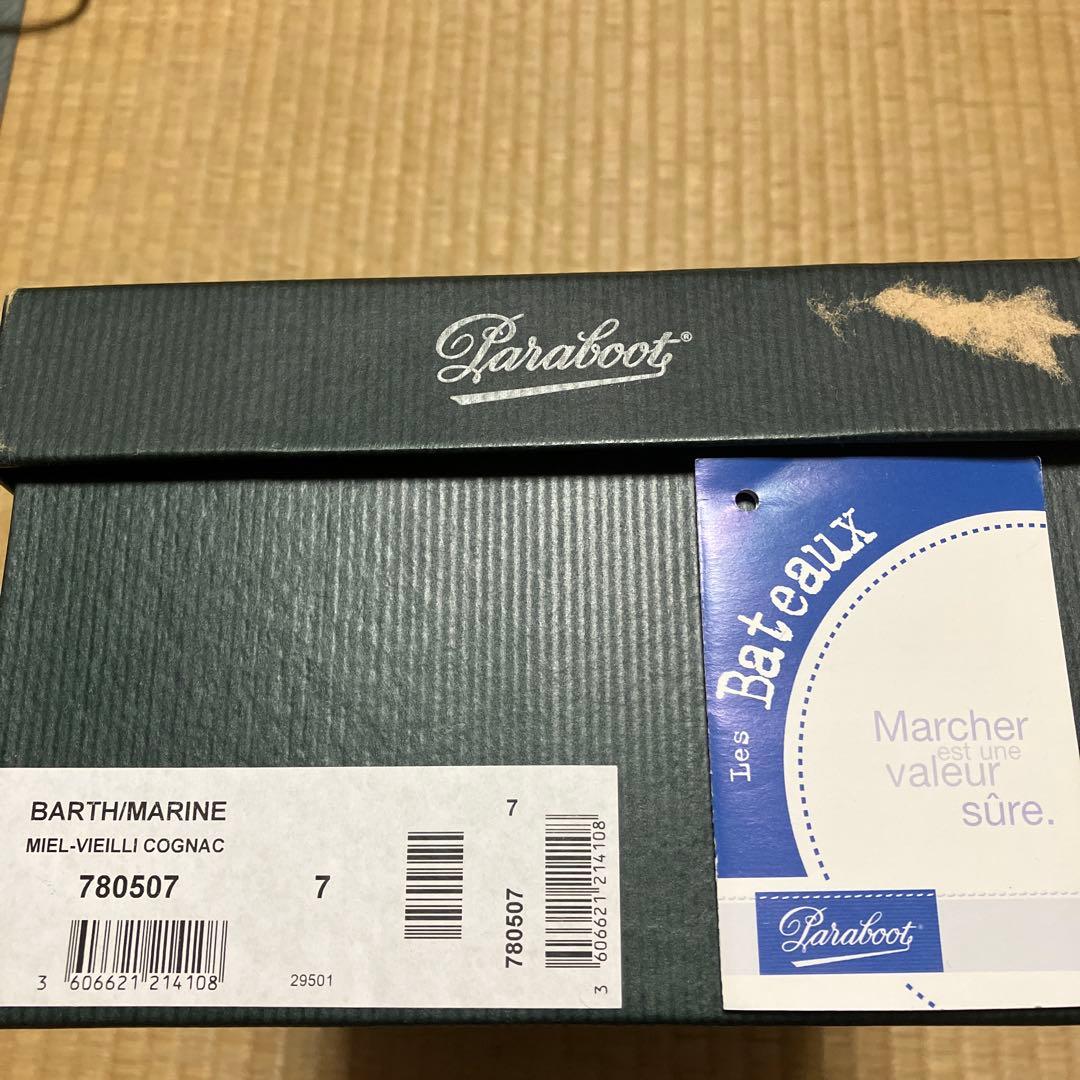 Paraboot®
Les Bateaux
Marcher
est une
valeur
sûre.
Paraboot®
BARTH/MARINE
7
MIEL-VIEILLI COGNAC
780507
7
3 606621 214108
29501
780507
3 606621 214108